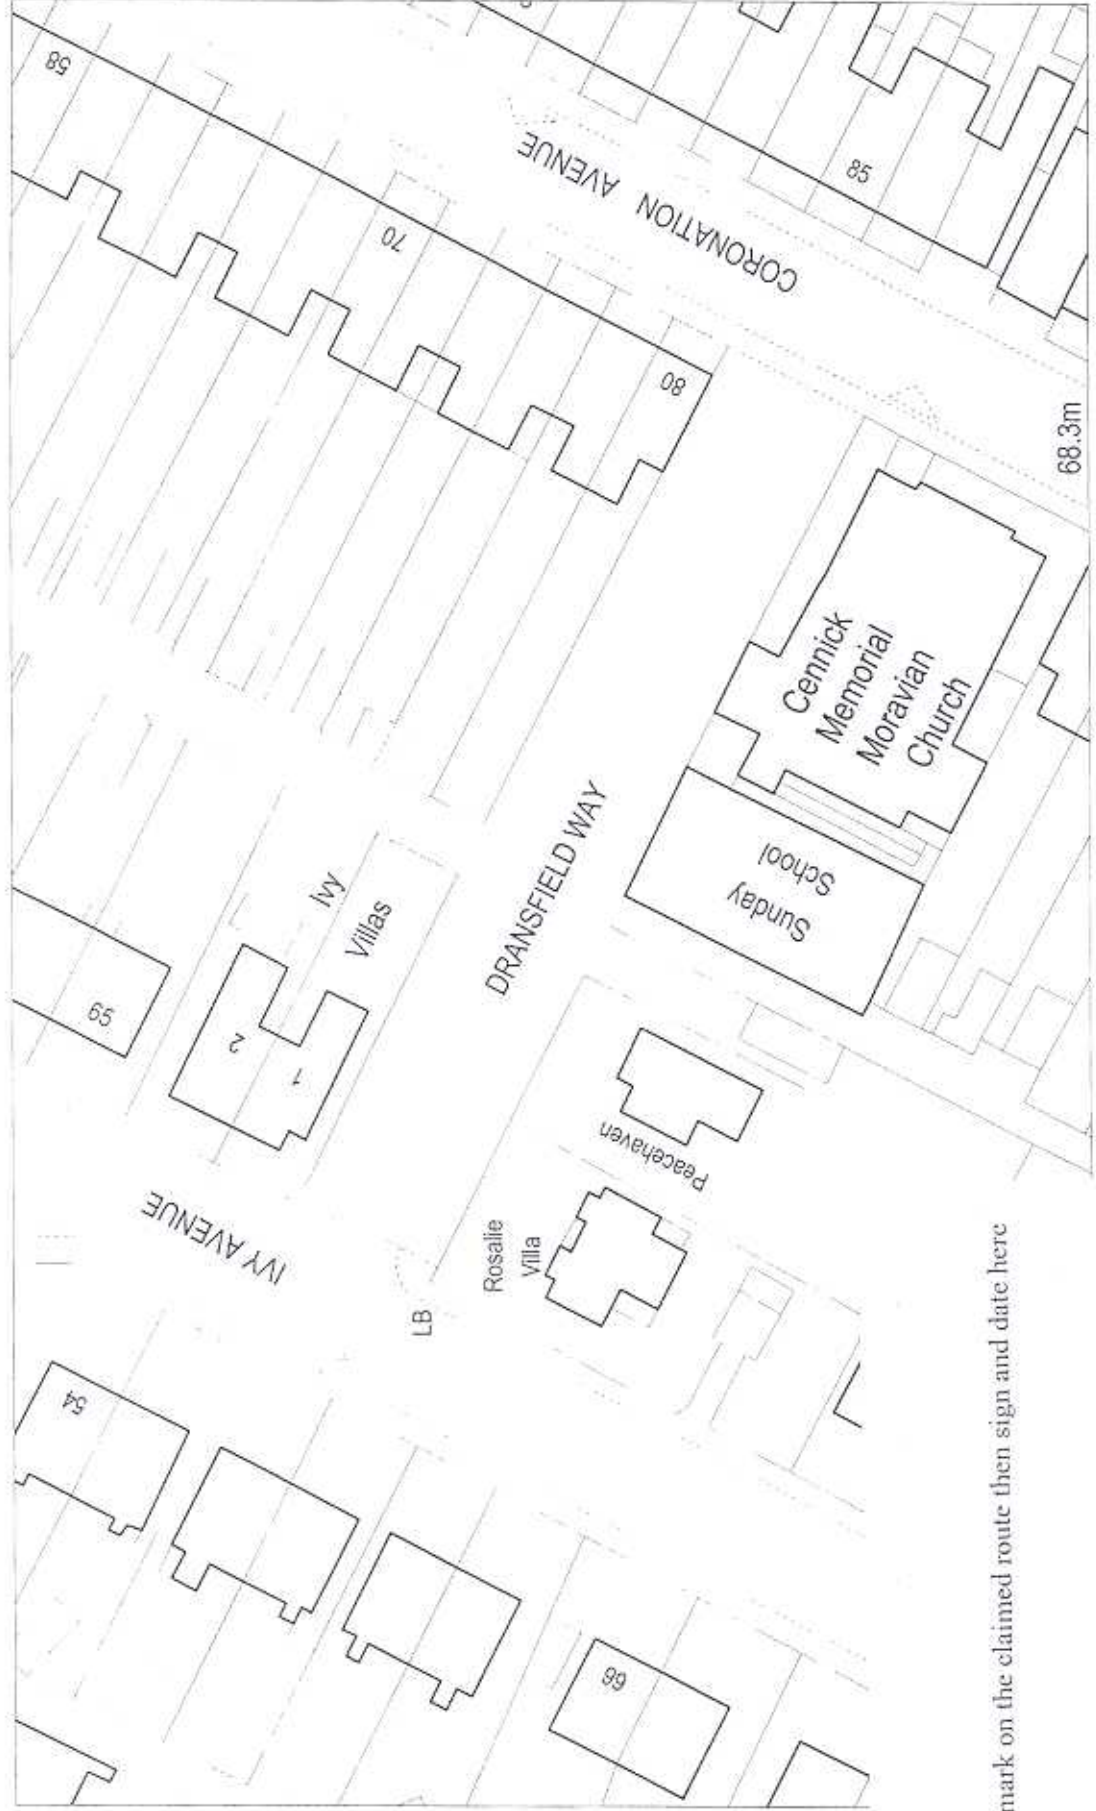 58
70
80
CORONATION AVENUE
85
68.3m
Cennick
Memorial
Moravian
Church
Sunday
School
DRANSFIELD WAY
Ivy
Villas
2
1
IVY AVENUE
Peacehaven
Rosalie
Villa
LB
54
66
mark on the claimed route then sign and date here